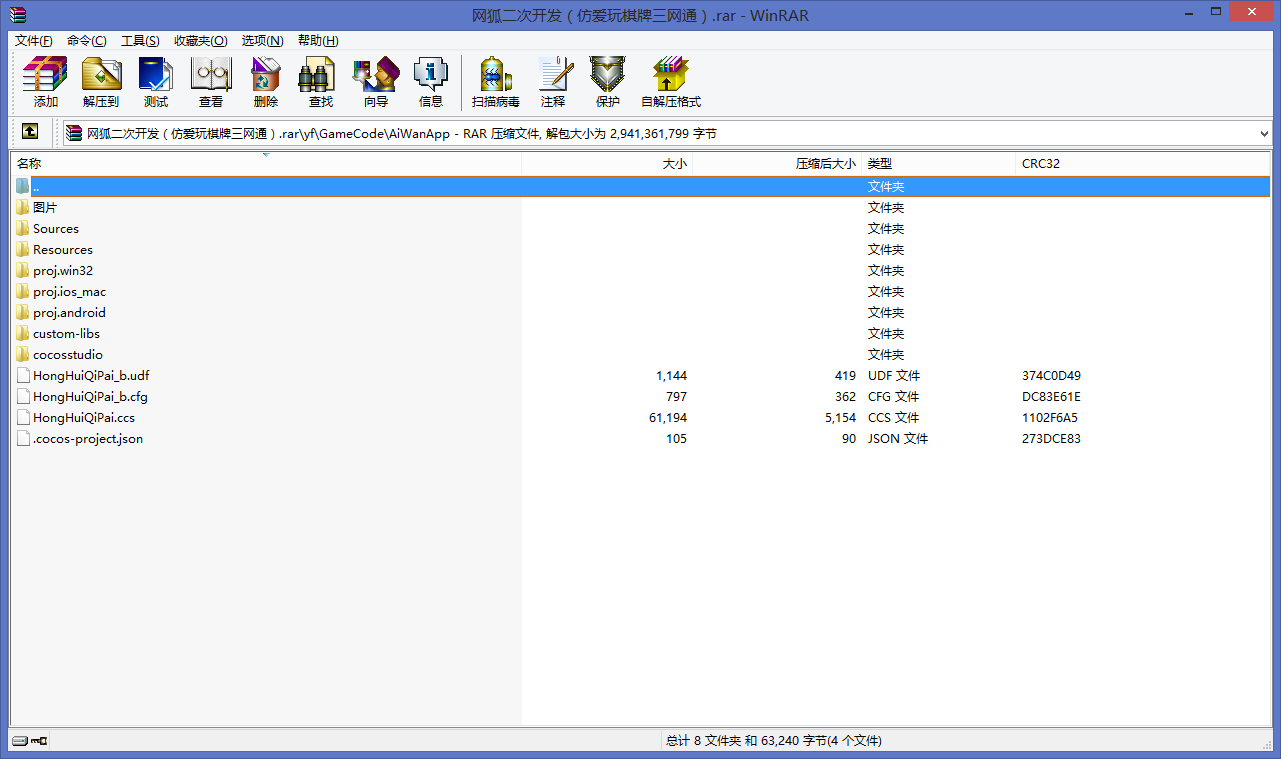 网狐二次开发（仿爱玩棋牌三网通）.rar - WinRAR
文件(F) 命令(C) 工具(S) 收藏夹(O) 选项(N) 帮助(H)
添加 解压到 测试 查看 删除 查找 向导 信息 扫描病毒 注释 保护 自解压格式
网狐二次开发（仿爱玩棋牌三网通）.rar\yf\GameCode\AiWanApp - RAR 压缩文件, 解包大小为 2,941,361,799 字节
名称 大小 压缩后大小 类型 CRC32
.. 文件夹
图片 文件夹
Sources 文件夹
Resources 文件夹
proj.win32 文件夹
proj.ios_mac 文件夹
proj.android 文件夹
custom-libs 文件夹
cocosstudio 文件夹
HongHuiQiPai_b.udf 1,144 419 UDF 文件 374C0D49
HongHuiQiPai_b.cfg 797 362 CFG 文件 DC83E61E
HongHuiQiPai.ccs 61,194 5,154 CCS 文件 1102F6A5
.cocos-project.json 105 90 JSON 文件 273DCE83
总计 8 文件夹 和 63,240 字节(4 个文件)